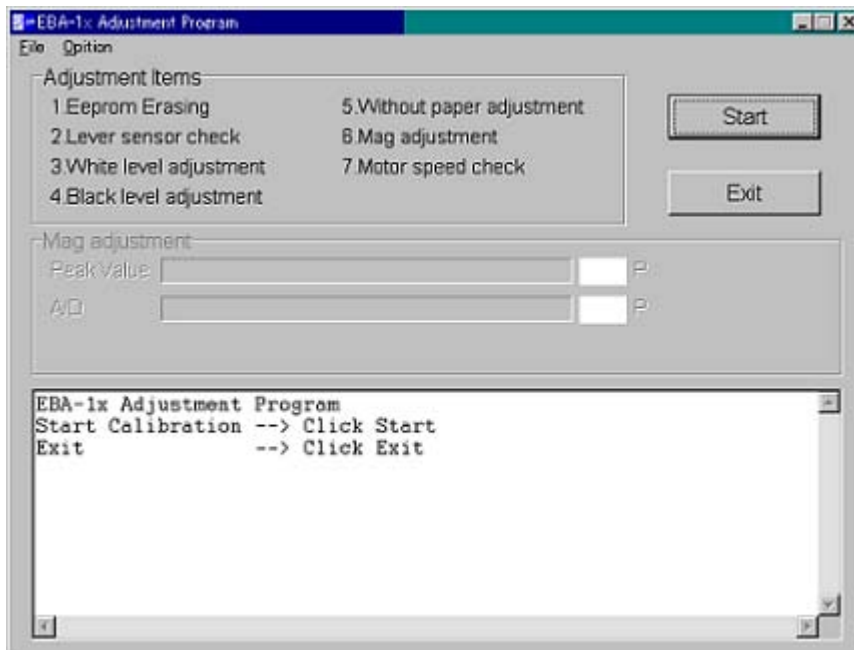 EBA-1x Adjustment Program
File Opition
Adjustment Items
1.Eeprom Erasing
2.Lever sensor check
3.White level adjustment
4.Black level adjustment
5.Without paper adjustment
6.Mag adjustment
7.Motor speed check
Start
Exit
Mag adjustment
Peak Value P
A/D P
EBA-1x Adjustment Program
Start Calibration --> Click Start
Exit --> Click Exit